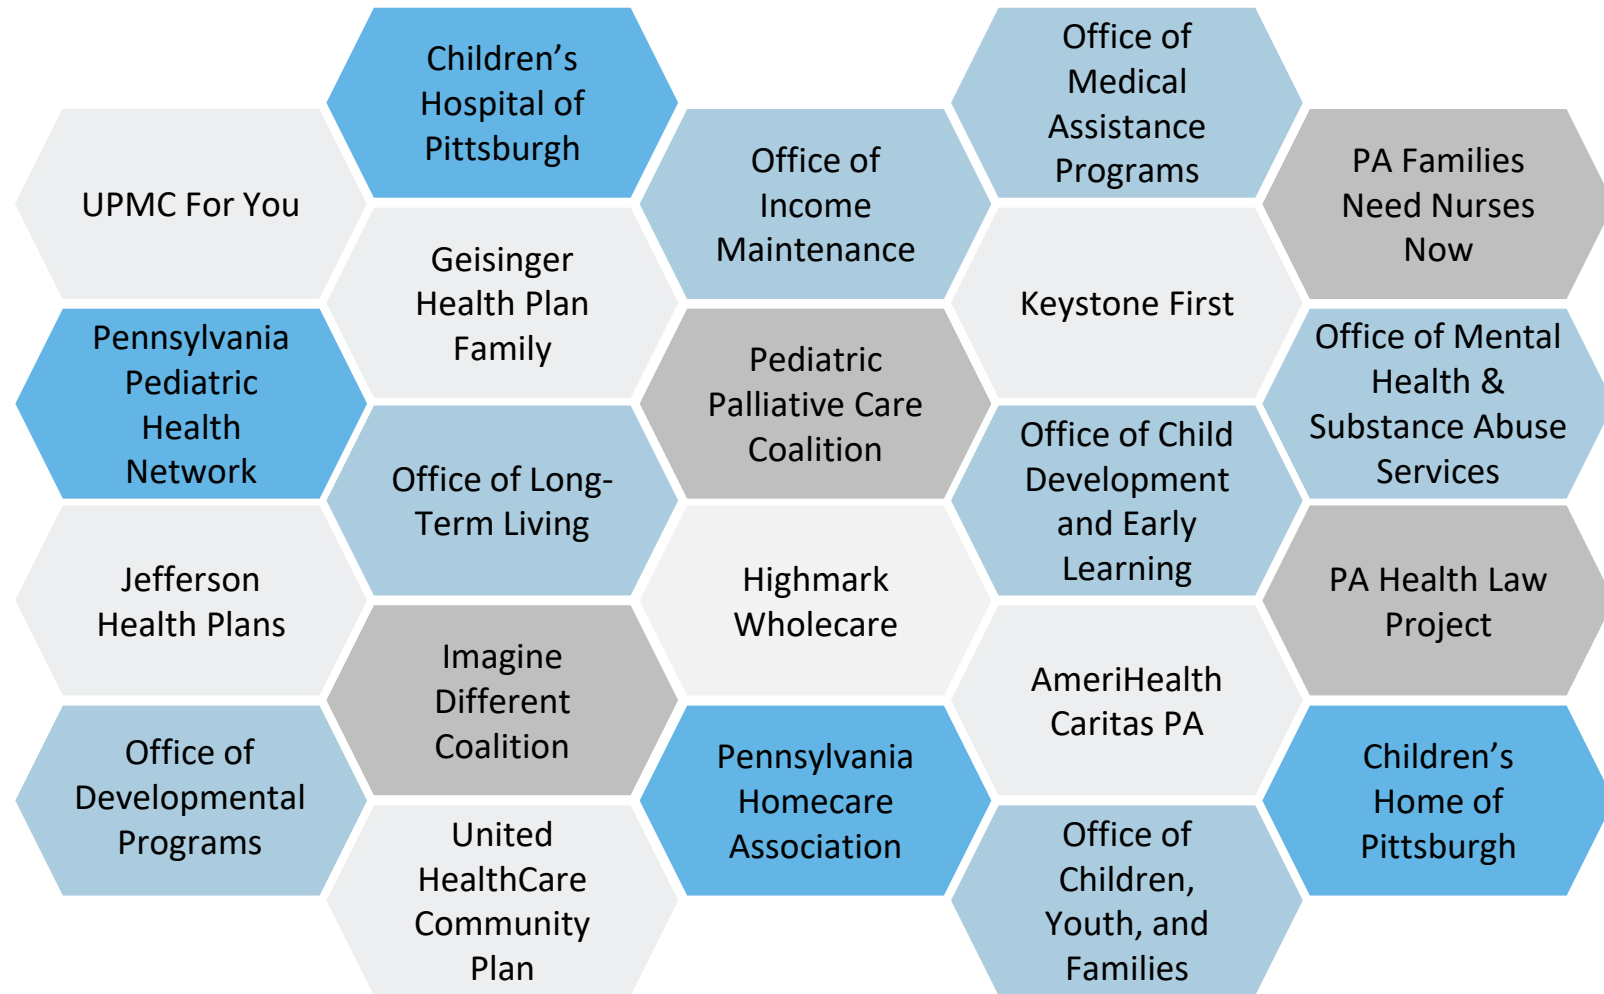 UPMC For You
Pennsylvania
Pediatric
Health
Network
Jefferson
Health Plans
Office of
Developmental
Programs
Children’s
Hospital of
Pittsburgh
Geisinger
Health Plan
Family
Office of Long-
Term Living
Imagine
Different
Coalition
United
HealthCare
Community
Plan
Office of
Income
Maintenance
Pediatric
Palliative Care
Coalition
Highmark
Wholecare
Pennsylvania
Homecare
Association
Office of
Medical
Assistance
Programs
Keystone First
Office of Child
Development
and Early
Learning
AmeriHealth
Caritas PA
Office of
Children,
Youth, and
Families
PA Families
Need Nurses
Now
Office of Mental
Health &
Substance Abuse
Services
PA Health Law
Project
Children’s
Home of
Pittsburgh